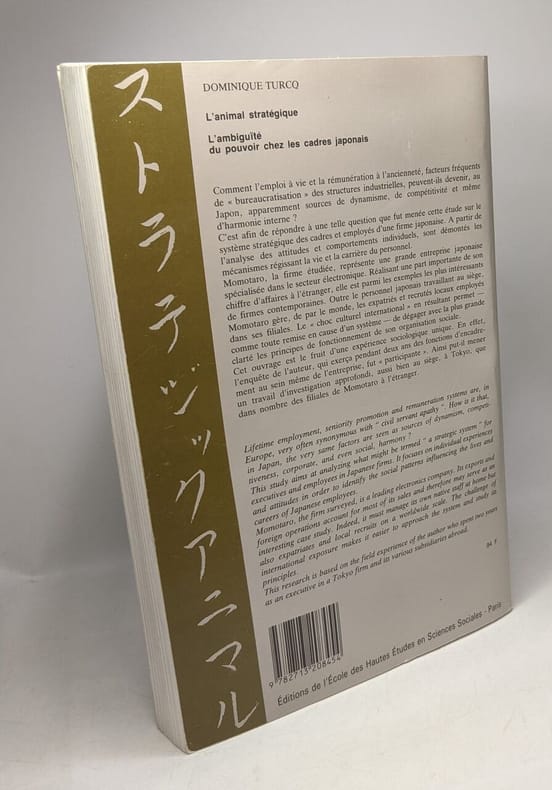 ストラテジックアニマル
DOMINIQUE TURCQ
L'animal stratégique
L'ambiguïté
du pouvoir chez les cadres japonais
Comment l'emploi à vie et la rémunération à l'ancienneté, facteurs fréquents
de « bureaucratisation » des structures industrielles, peuvent-ils devenir, au
Japon, apparemment sources de dynamisme, de compétitivité et même
d'harmonie interne ?
C'est afin de répondre à une telle question que fut menée cette étude sur le
système stratégique des cadres et employés d'une firme japonaise. A partir de
l'analyse des attitudes et comportements individuels, sont démontés les
mécanismes régissant la vie et la carrière du personnel.
Momotaro, la firme étudiée, représente une grande entreprise japonaise
spécialisée dans le secteur électronique. Réalisant une part importante de son
chiffre d'affaires à l'étranger, elle est parmi les exemples les plus intéressants
de firmes contemporaines. Outre le personnel japonais travaillant au siège,
Momotaro gère, de par le monde, les expatriés et recrutés locaux employés
dans ses filiales. Le « choc culturel international » en résultant permet —
comme toute remise en cause d'un système — de dégager avec la plus grande
clarté les principes de fonctionnement de son organisation sociale.
Cet ouvrage est le fruit d'une expérience sociologique unique. En effet,
l'enquête de l'auteur, qui exerça pendant deux ans des fonctions d'encadre-
ment au sein même de l'entreprise, fut « participante ». Ainsi put-il mener
un travail d'investigation approfondi, aussi bien au siège, à Tokyo, que
dans nombre des filiales de Momotaro à l'étranger.
Lifetime employment, seniority promotion and remuneration systems are, in
Europe, very often synonymous with " civil servant apathy ". How is it that,
in Japan, the very same factors are seen as sources of dynamism, competi-
tiveness, corporate, and even social, harmony ?
This study aims at analyzing what might be termed " a strategic system " for
executives and employees in Japanese firms. It focuses on individual experiences
and attitudes in order to identify the social patterns influencing the lives and
careers of Japanese employees.
Momotaro, the firm surveyed, is a leading electronics company. Its exports and
foreign operations account for most of its sales and therefore may serve as an
interesting case study. Indeed, it must manage its own native staff at home but
also expatriates and local recruits on a worldwide scale. The challenge of
international exposure makes it easier to approach the system and study its
principles.
This research is based on the field experience of the author who spent two years
as an executive in a Tokyo firm and its various subsidiaries abroad.
94 F
9 782713 208454
Éditions de l'École des Hautes Études en Sciences Sociales - Paris